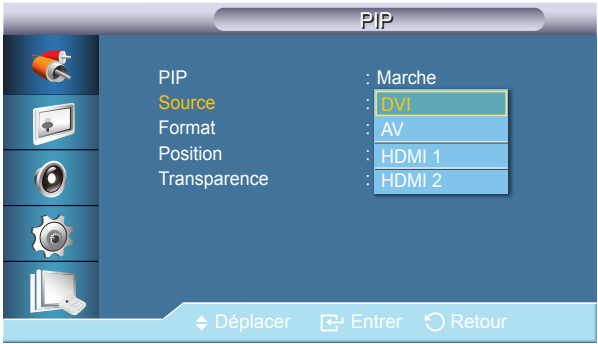 PIP
PIP : Marche
Source : DVI
Format : AV
Position : HDMI 1
Transparence : HDMI 2
Déplacer Entrer Retour